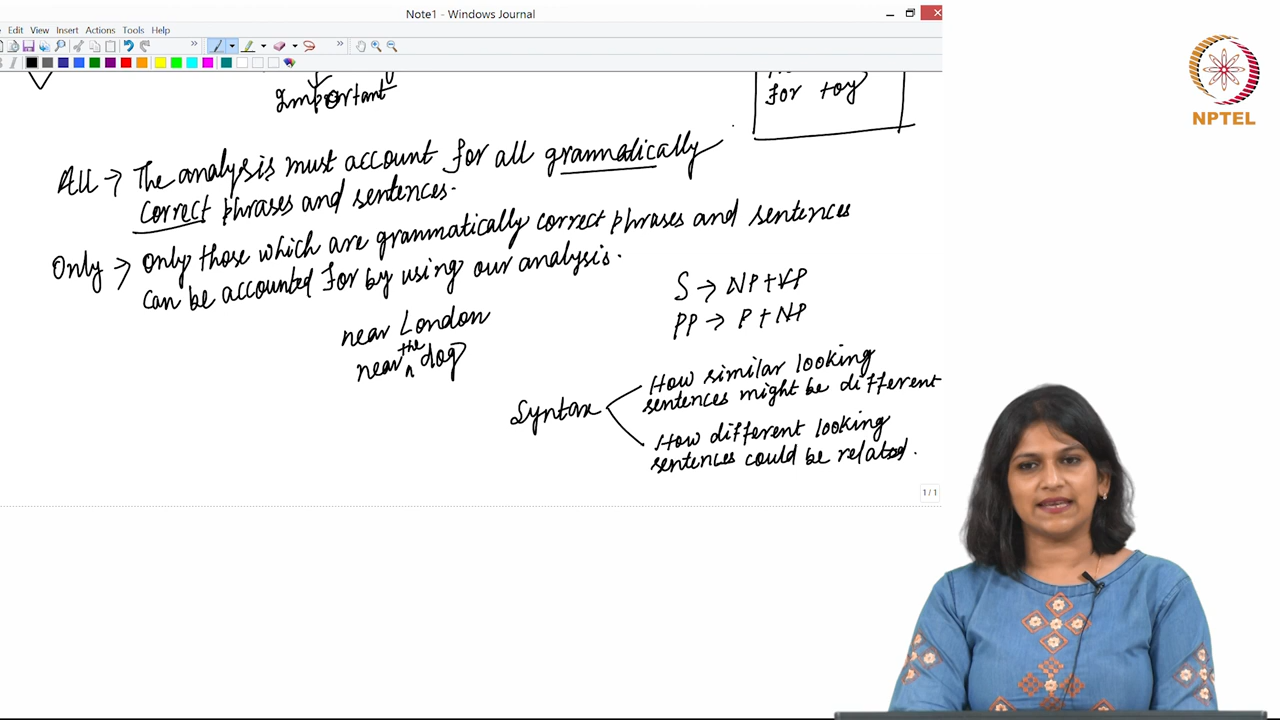 Note1 - Windows Journal
Edit View Insert Actions Tools Help
Important
for toy
All → The analysis must account for all grammatically
correct phrases and sentences.
Only → Only those which are grammatically correct phrases and sentences
can be accounted for by using our analysis.
near London
near the dog
S → NP+VP
PP → P+NP
Syntax
How similar looking
sentences might be different
How different looking
sentences could be related.
1/1
NPTEL